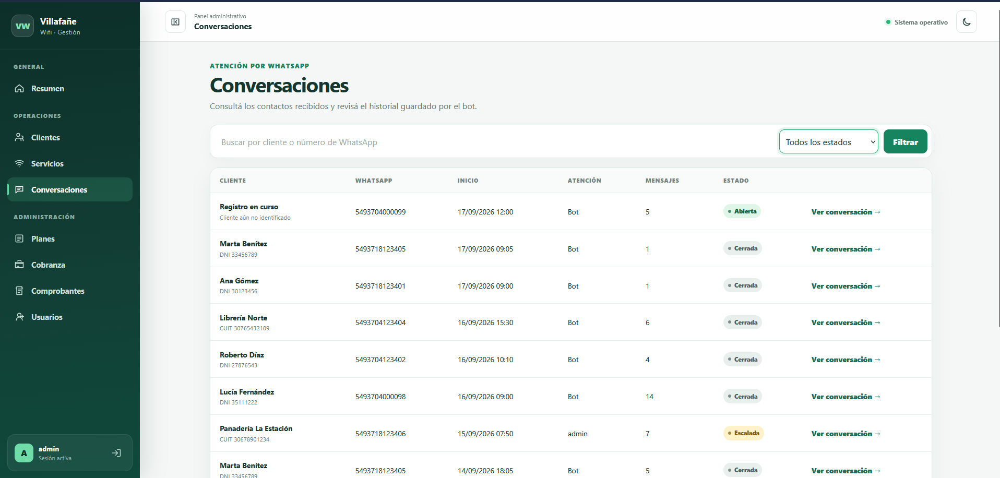 VW
Villafañe
Wifi · Gestión
GENERAL
Resumen
OPERACIONES
Clientes
Servicios
Conversaciones
ADMINISTRACIÓN
Planes
Cobranza
Comprobantes
Usuarios
A
admin
Sesión activa
Panel administrativo
Conversaciones
Sistema operativo
ATENCIÓN POR WHATSAPP
Conversaciones
Consultá los contactos recibidos y revisá el historial guardado por el bot.
Buscar por cliente o número de WhatsApp
Todos los estados
Filtrar
CLIENTE WHATSAPP INICIO ATENCIÓN MENSAJES ESTADO
Registro en curso
Cliente aún no identificado
5493704000099 17/09/2026 12:00 Bot 5 Abierta Ver conversación →
Marta Benítez
DNI 33456789
5493718123405 17/09/2026 09:05 Bot 1 Cerrada Ver conversación →
Ana Gómez
DNI 30123456
5493718123401 17/09/2026 09:00 Bot 1 Cerrada Ver conversación →
Librería Norte
CUIT 30765432109
5493704123404 16/09/2026 15:30 Bot 6 Cerrada Ver conversación →
Roberto Díaz
DNI 27876543
5493704123402 16/09/2026 10:10 Bot 4 Cerrada Ver conversación →
Lucía Fernández
DNI 35111222
5493704000098 16/09/2026 09:00 Bot 14 Cerrada Ver conversación →
Panadería La Estación
CUIT 30678901234
5493718123406 15/09/2026 07:50 admin 7 Escalada Ver conversación →
Marta Benítez
DNI 33456789
5493718123405 14/09/2026 18:05 Bot 5 Cerrada Ver conversación →